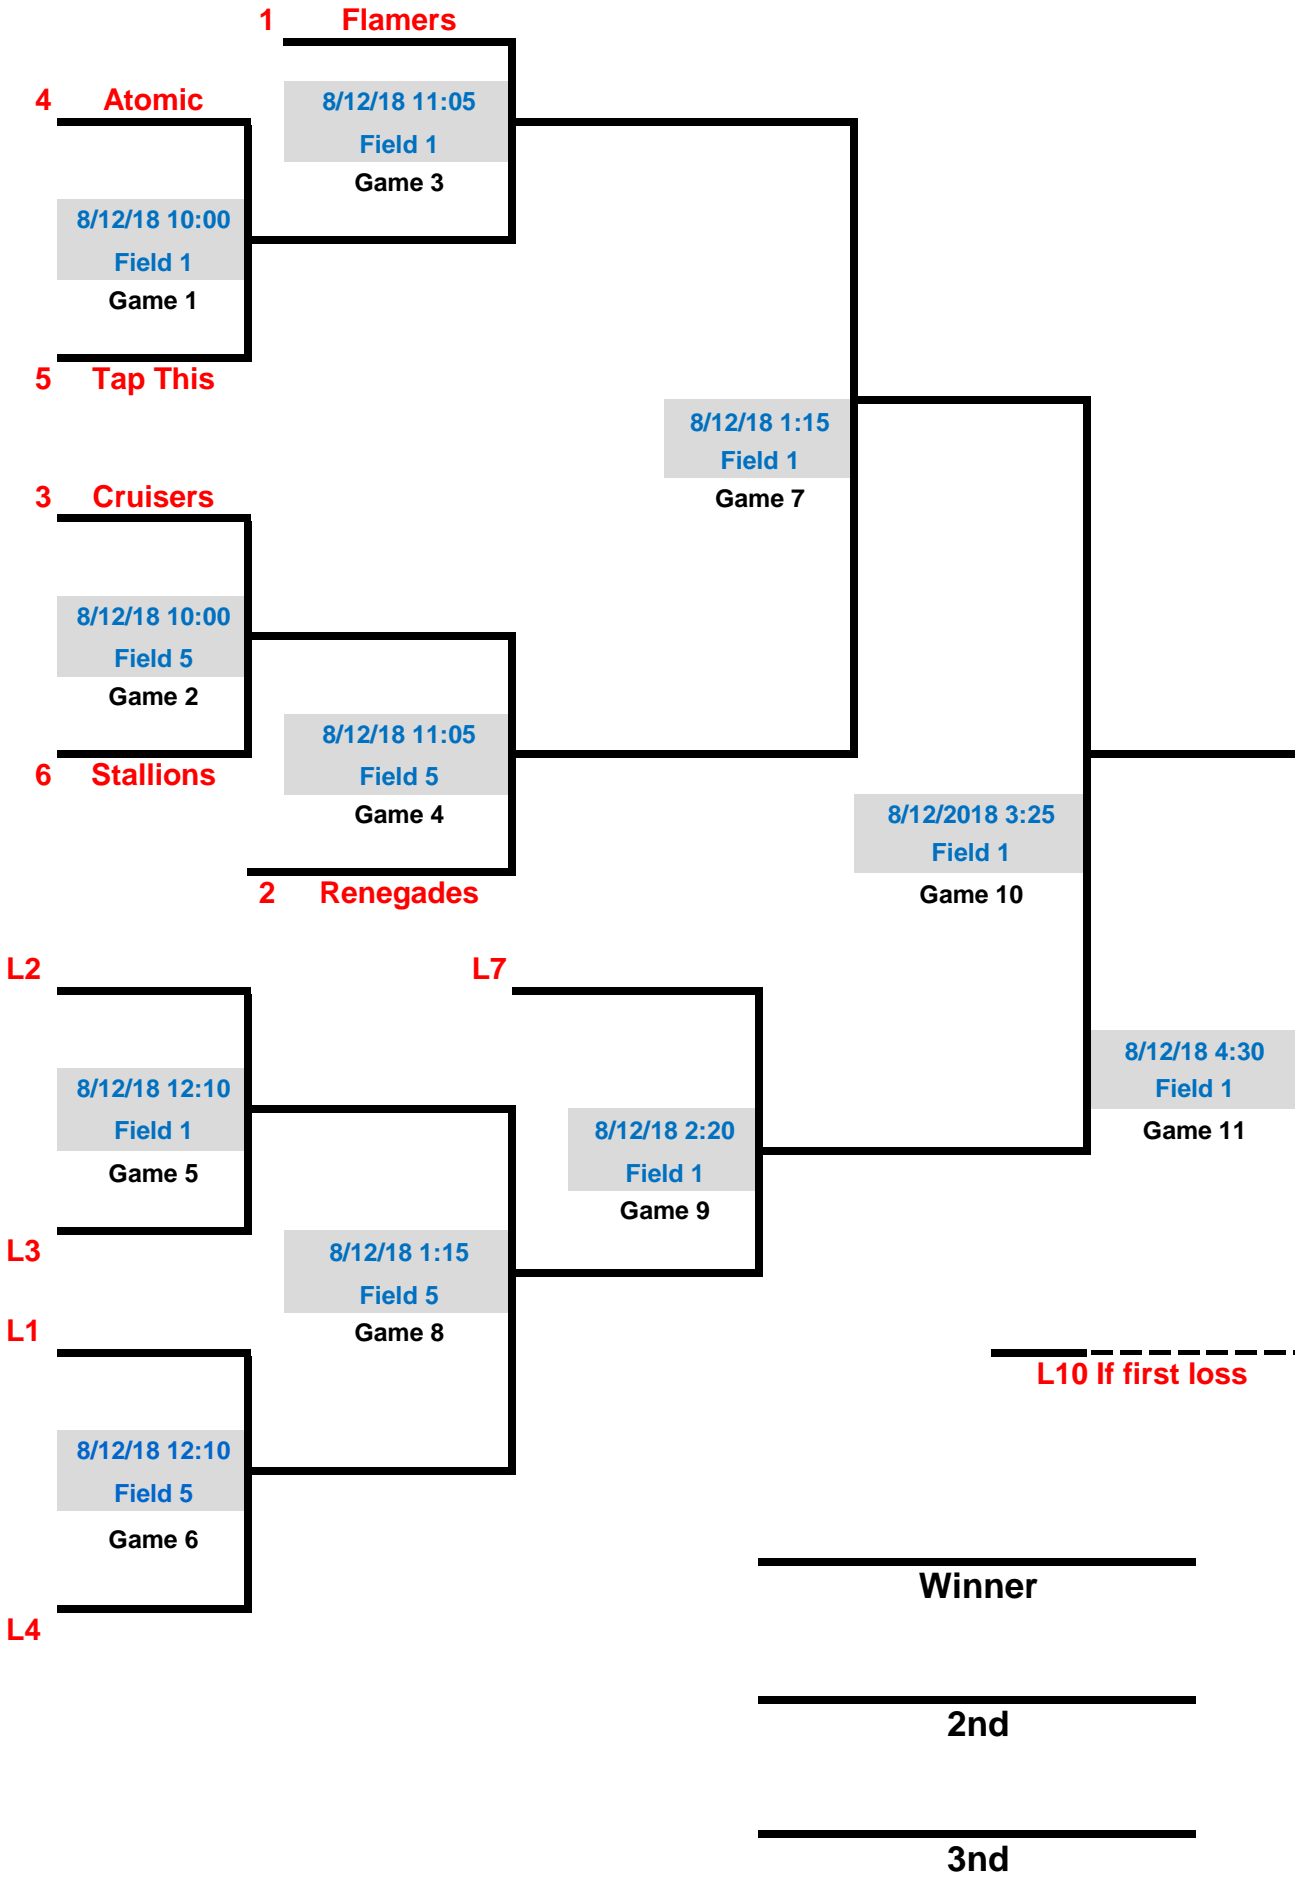 1 Flamers
4 Atomic
8/12/18 11:05
Field 1
Game 3
8/12/18 10:00
Field 1
Game 1
5 Tap This
8/12/18 1:15
Field 1
Game 7
3 Cruisers
8/12/18 10:00
Field 5
Game 2
6 Stallions
8/12/18 11:05
Field 5
Game 4
8/12/2018 3:25
Field 1
Game 10
2 Renegades
L2
L7
8/12/18 4:30
Field 1
Game 11
8/12/18 12:10
Field 1
Game 5
8/12/18 2:20
Field 1
Game 9
L3
8/12/18 1:15
Field 5
Game 8
L1
L10 If first loss
8/12/18 12:10
Field 5
Game 6
Winner
L4
2nd
3nd